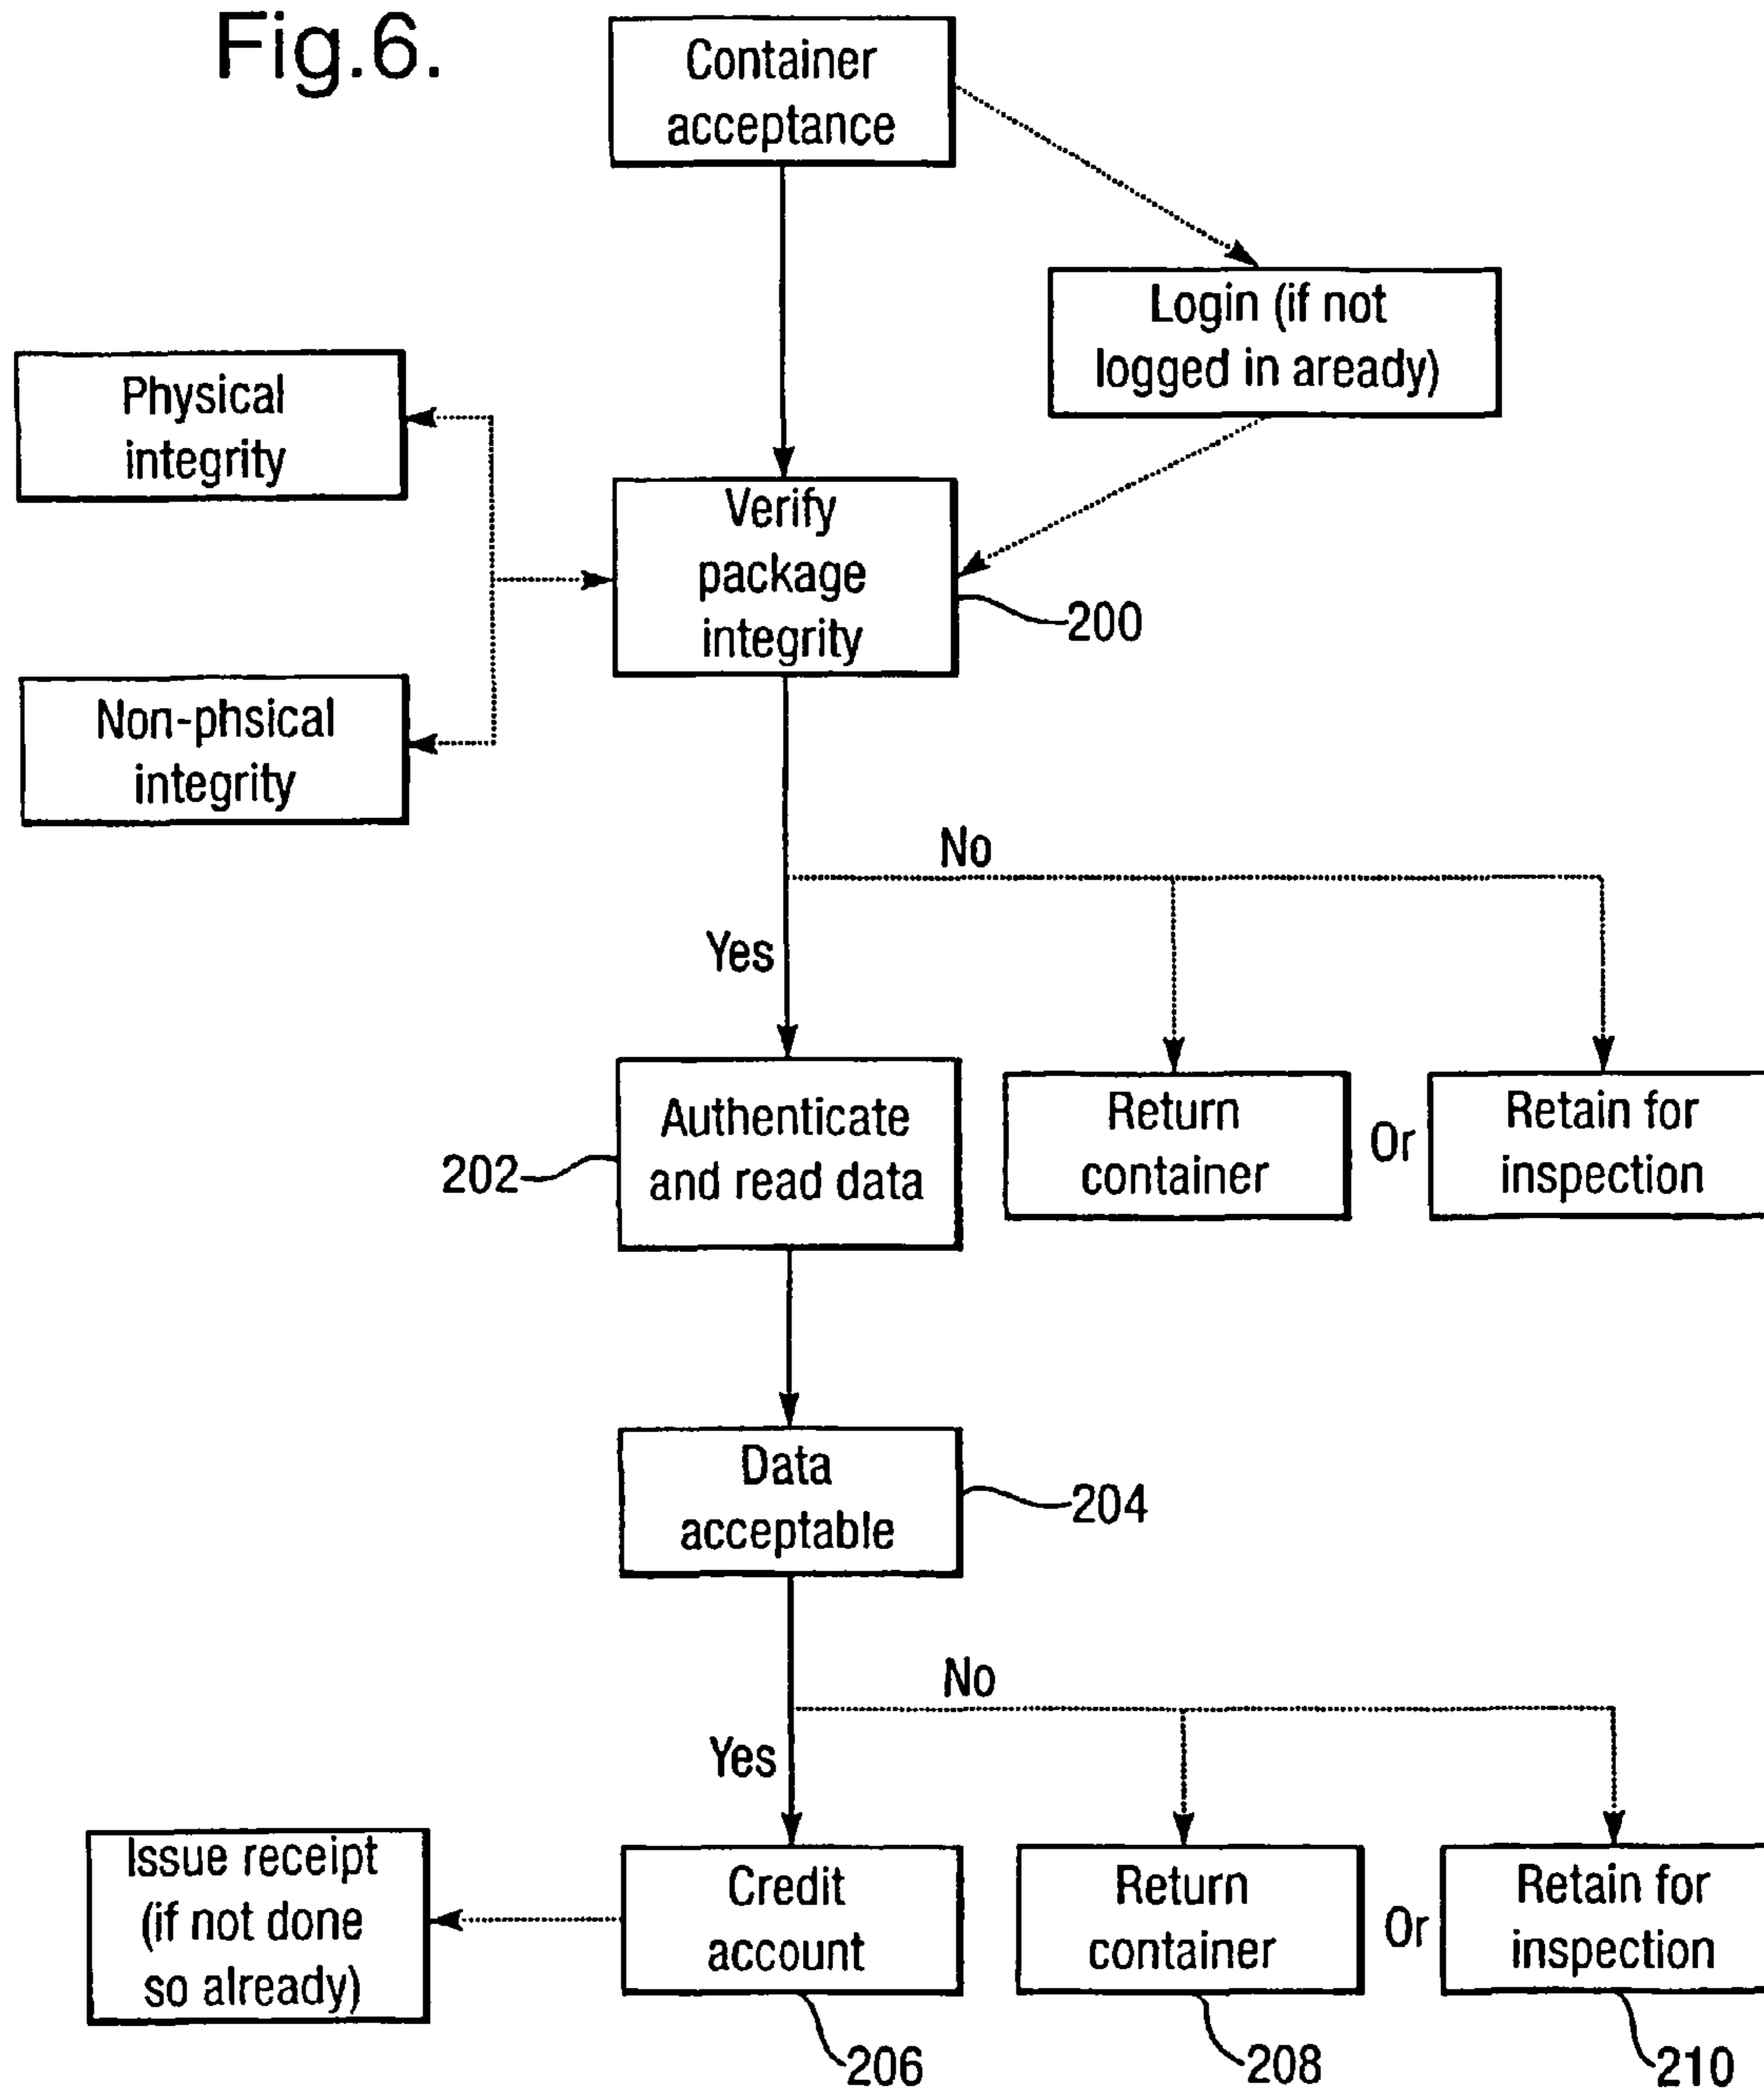 Fig.6.
Container
acceptance
Login (if not
logged in aready)
Physical
integrity
Verify
package
integrity
200
Non-phsical
integrity
No
Yes
Authenticate
and read data
202
Return
container
Or
Retain for
inspection
Data
acceptable
204
No
Yes
Issue receipt
(if not done
so already)
Credit
account
Return
container
Or
Retain for
inspection
206
208
210